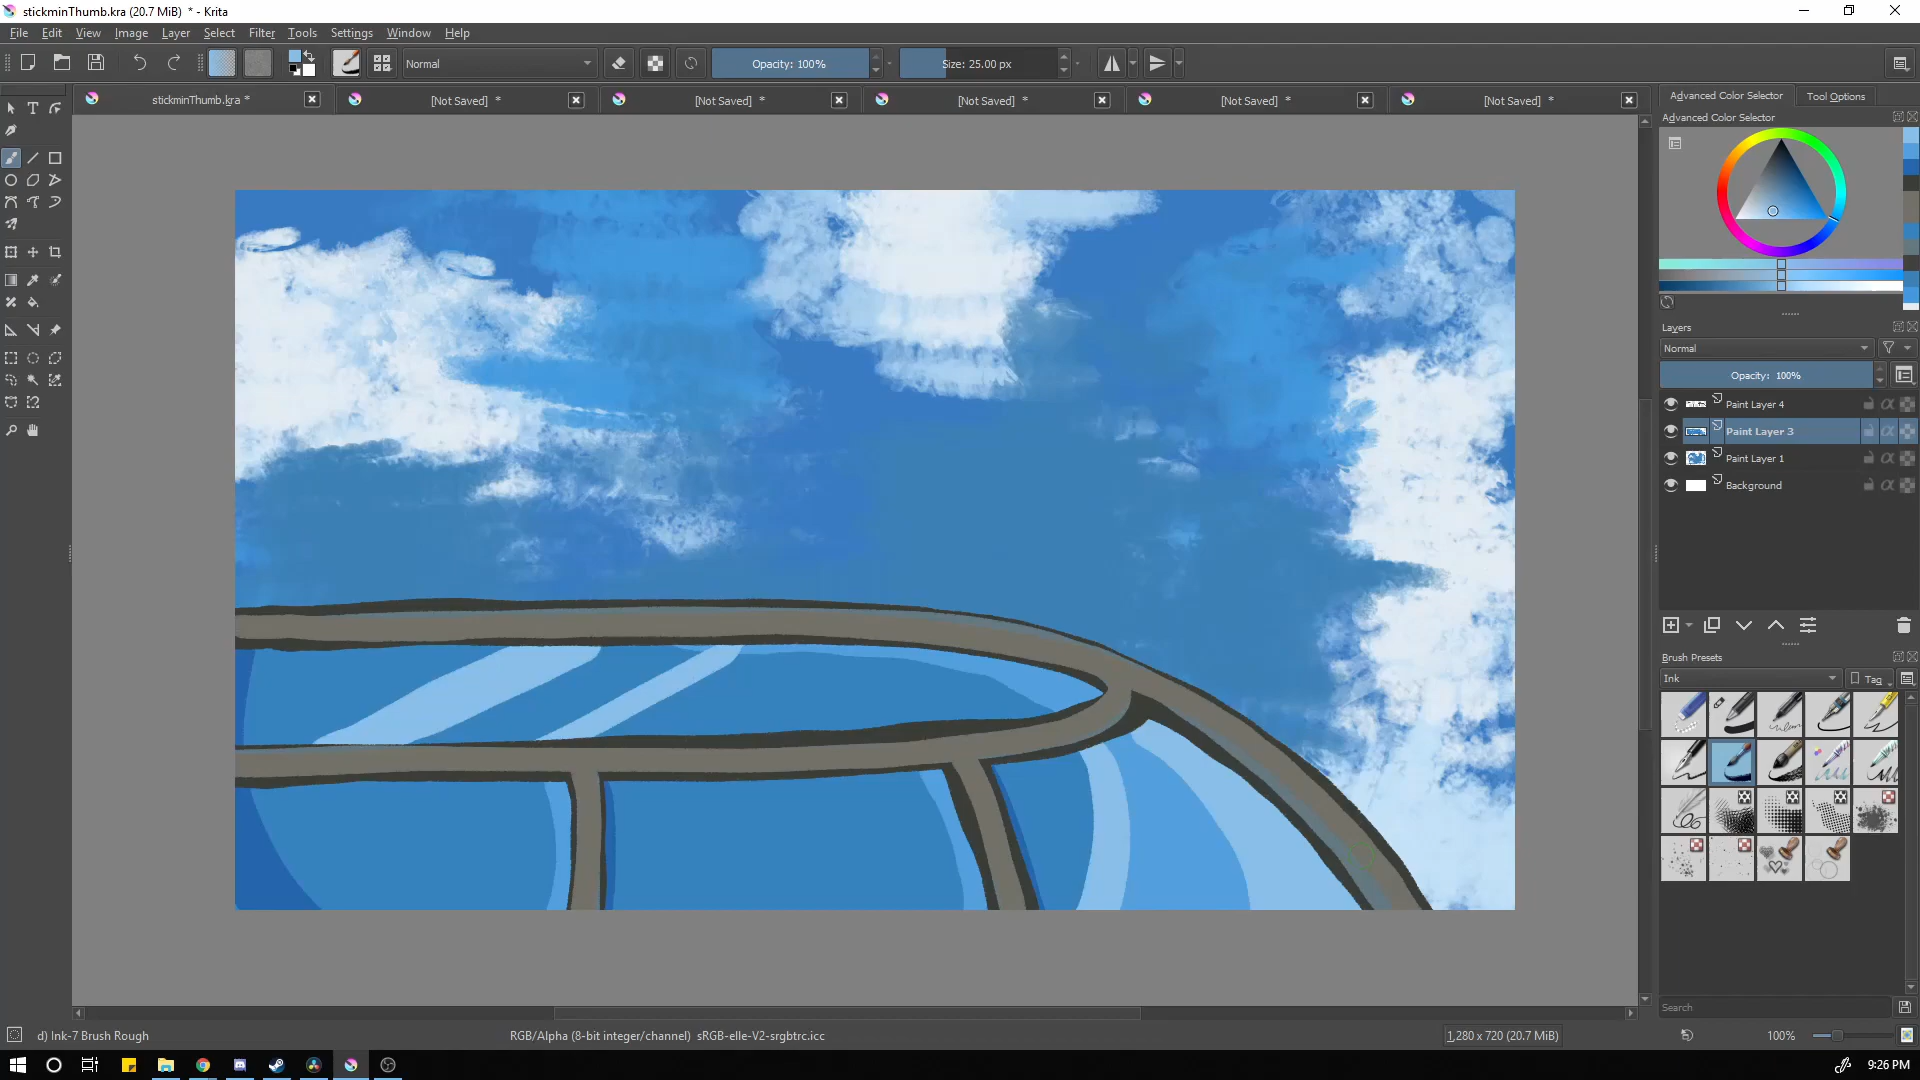 stickminThumb.kra (20.7 MiB) * - Krita
File Edit View Image Layer Select Filter Tools Settings Window Help
Normal Opacity: 100% Size: 25.00 px
stickminThumb.kra * [Not Saved] * [Not Saved] * [Not Saved] * [Not Saved] * [Not Saved] *
Advanced Color Selector Tool Options
Advanced Color Selector
Layers
Normal
Opacity: 100%
Paint Layer 4
Paint Layer 3
Paint Layer 1
Background
Brush Presets
Ink Tag
Search
d) Ink-7 Brush Rough RGB/Alpha (8-bit integer/channel) sRGB-elle-V2-srgbtrc.icc 1,280 x 720 (20.7 MiB) 100%
9:26 PM